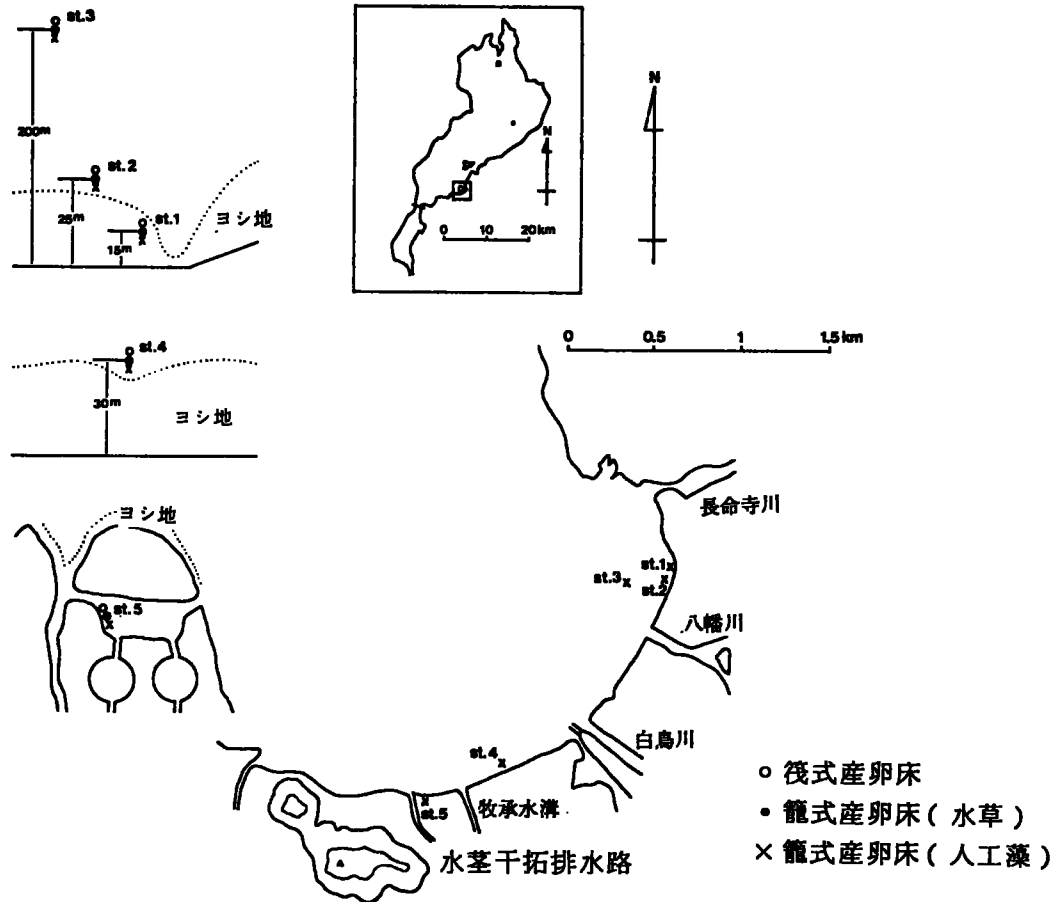 st.3
200m
st.2
25m
st.1
15m
ヨシ地
N
0 10 20km
N
st.4
30m
ヨシ地
0 0.5 1 1.5km
長命寺川
st.1
st.3
st.2
八幡川
ヨシ地
st.5
白鳥川
st.4
st.5
牧承水溝
水茎干拓排水路
○ 筏式産卵床
• 籠式産卵床(水草)
× 籠式産卵床(人工藻)